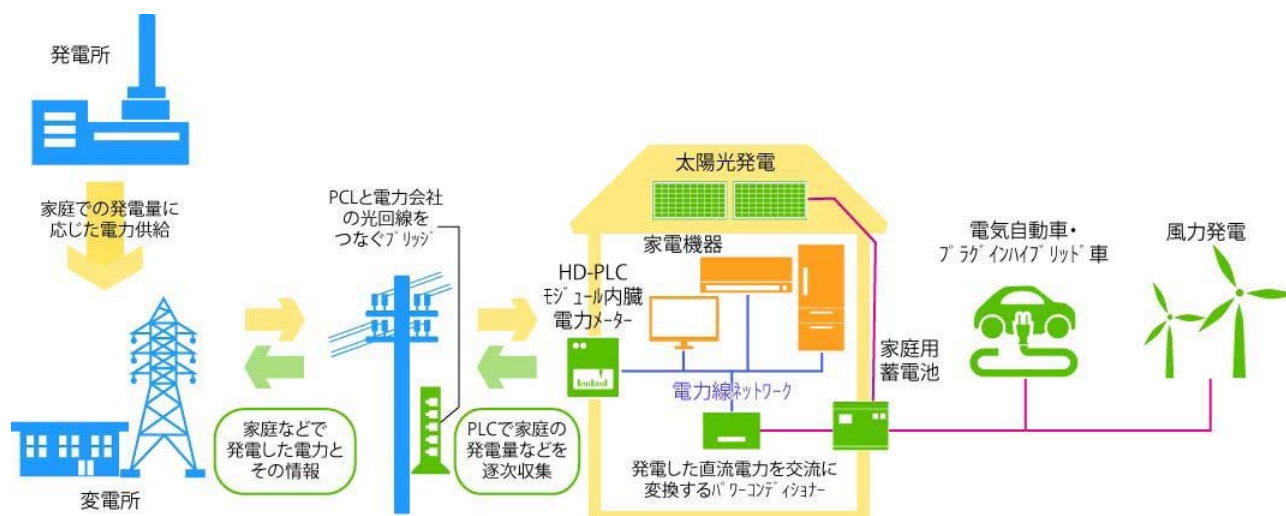 発電所
家庭での発電量に
応じた電力供給
変電所
家庭などで
発電した電力と
その情報
PCLと電力会社
の光回線を
つなぐﾌﾞﾘｯｼﾞ
PLCで家庭の
発電量などを
逐次収集
HD-PLC
ﾓｼﾞｭｰﾙ内臓
電力ﾒｰﾀｰ
太陽光発電
家電機器
電力線ﾈｯﾄﾜｰｸ
発電した直流電力を交流に
変換するﾊﾟﾜｰｺﾝﾃﾞｨｼｮﾅｰ
家庭用
蓄電池
電気自動車・
ﾌﾟﾗｸﾞｲﾝﾊｲﾌﾞﾘｯﾄﾞ車
風力発電